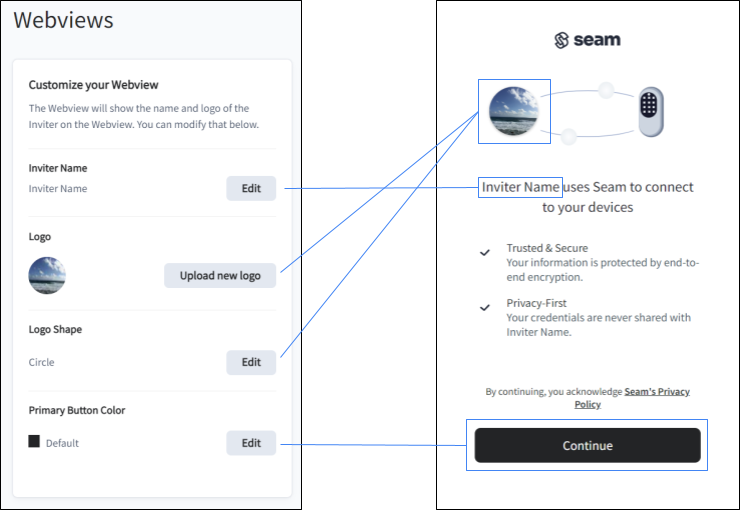 Webviews
Customize your Webview
The Webview will show the name and logo of the
Inviter on the Webview. You can modify that below.
Inviter Name
Inviter Name
Edit
Logo
Upload new logo
Logo Shape
Circle
Edit
Primary Button Color
Default
Edit
seam
Inviter Name uses Seam to connect
to your devices
Trusted & Secure
Your information is protected by end-to-
end encryption.
Privacy-First
Your credentials are never shared with
Inviter Name.
By continuing, you acknowledge Seam's Privacy
Policy
Continue